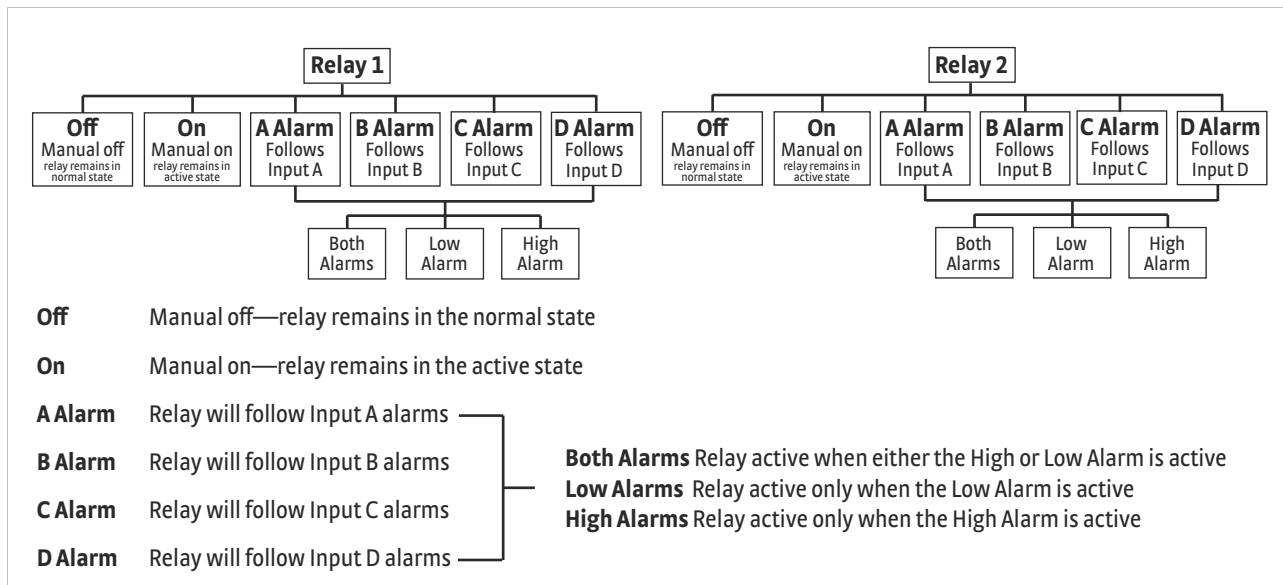 Relay 1
Off
Manual off
relay remains in
normal state
On
Manual on
relay remains in
active state
A Alarm
Follows
Input A
B Alarm
Follows
Input B
C Alarm
Follows
Input C
D Alarm
Follows
Input D
Both
Alarms
Low
Alarm
High
Alarm
Relay 2
Off
Manual off
relay remains in
normal state
On
Manual on
relay remains in
active state
A Alarm
Follows
Input A
B Alarm
Follows
Input B
C Alarm
Follows
Input C
D Alarm
Follows
Input D
Both
Alarms
Low
Alarm
High
Alarm
Off Manual off—relay remains in the normal state
On Manual on—relay remains in the active state
A Alarm Relay will follow Input A alarms
B Alarm Relay will follow Input B alarms
C Alarm Relay will follow Input C alarms
D Alarm Relay will follow Input D alarms
Both Alarms Relay active when either the High or Low Alarm is active
Low Alarms Relay active only when the Low Alarm is active
High Alarms Relay active only when the High Alarm is active